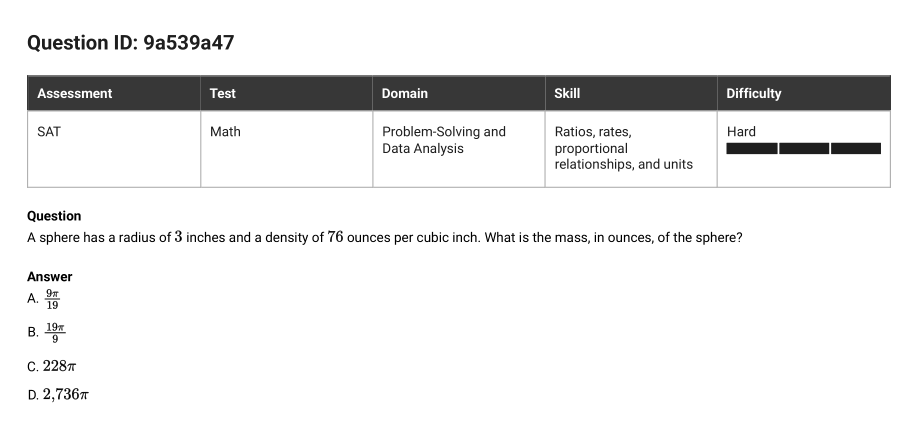 Question ID: 9a539a47
Assessment Test Domain Skill Difficulty
SAT Math Problem-Solving and Data Analysis Ratios, rates, proportional relationships, and units Hard
Question
A sphere has a radius of 3 inches and a density of 76 ounces per cubic inch. What is the mass, in ounces, of the sphere?
Answer
A. 9π/19
B. 19π/9
C. 228π
D. 2,736π